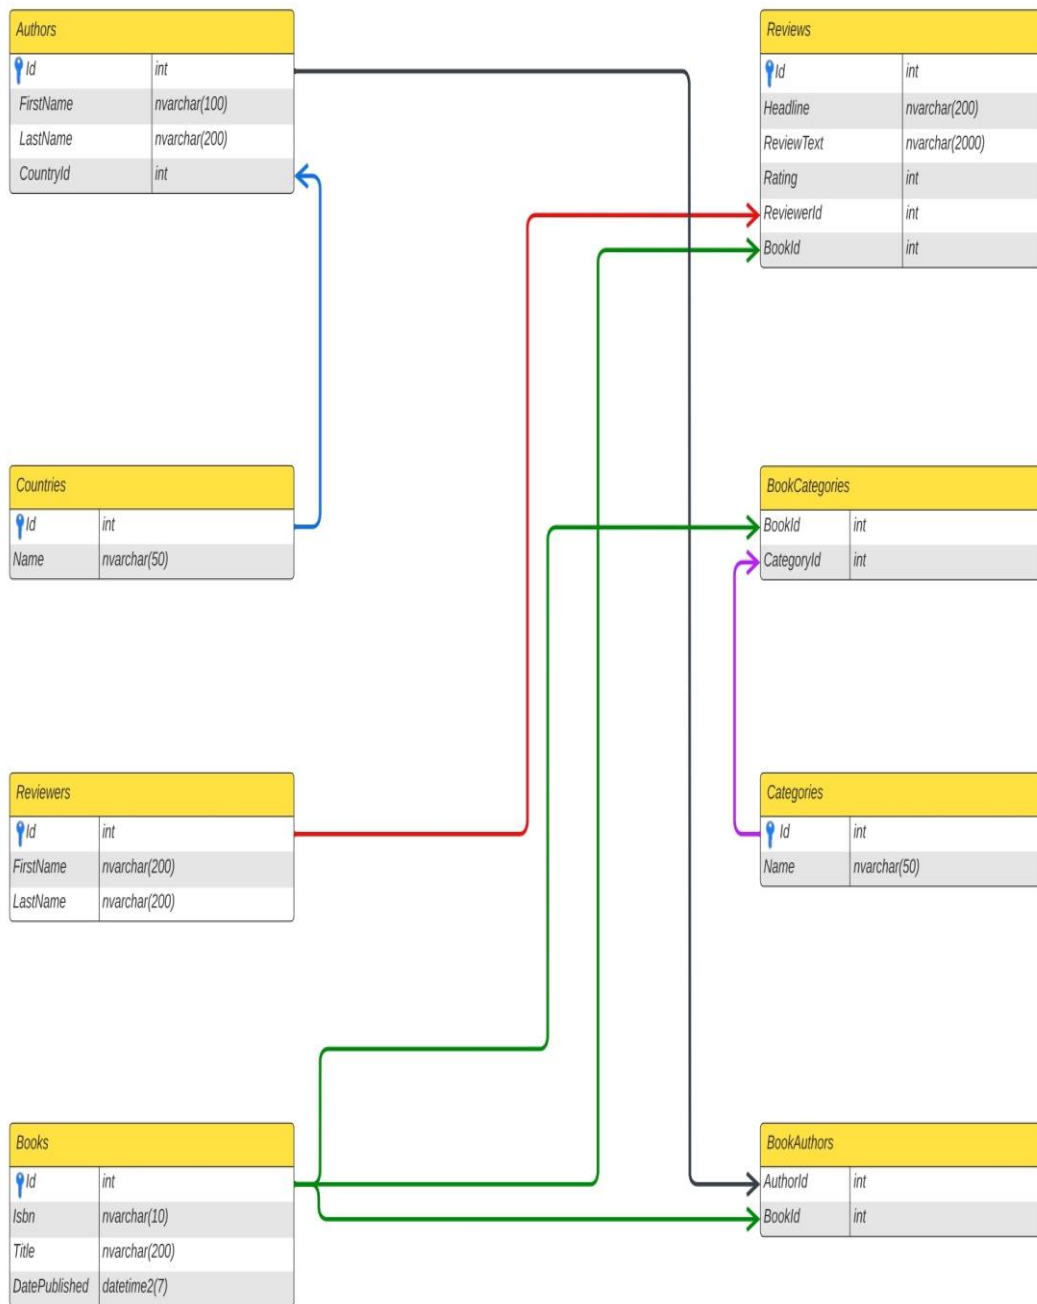 Authors
Id int
FirstName nvarchar(100)
LastName nvarchar(200)
CountryId int
Reviews
Id int
Headline nvarchar(200)
ReviewText nvarchar(2000)
Rating int
ReviewerId int
BookId int
Countries
Id int
Name nvarchar(50)
BookCategories
BookId int
CategoryId int
Reviewers
Id int
FirstName nvarchar(200)
LastName nvarchar(200)
Categories
Id int
Name nvarchar(50)
Books
Id int
Isbn nvarchar(10)
Title nvarchar(200)
DatePublished datetime2(7)
BookAuthors
AuthorId int
BookId int